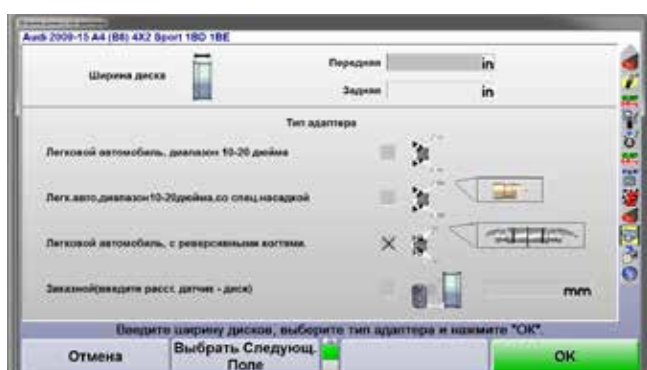 Audi 2009-15 A4 (B8) 4X2 Sport 1BD 1BE
Ширина диска
Передняя in
Задняя in
Тип адаптера
Легковой автомобиль, диапазон 10-20 дюйма
Легк.авто,диапазон10-20дюйма,со спец.насадкой
Легковой автомобиль, с реверсивными когтями.
Заказной(введите расст. датчик - диск) mm
Введите ширину дисков, выберите тип адаптера и нажмите "ОК".
Отмена
Выбрать Следующ.
Поле
ОК